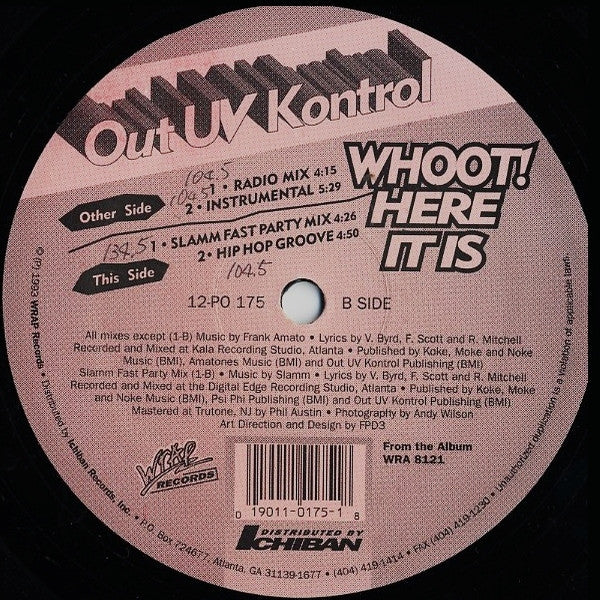 Out UV Kontrol
WHOOT!
HERE
IT IS
Other Side
104.5
1 • RADIO MIX 4:15
104.5
2 • INSTRUMENTAL 5:29
This Side
134.5
1 • SLAMM FAST PARTY MIX 4:26
2 • HIP HOP GROOVE 4:50
104.5
12-PO 175 B SIDE
All mixes except (1-B) Music by Frank Amato • Lyrics by V. Byrd, F. Scott and R. Mitchell
Recorded and Mixed at Kala Recording Studio, Atlanta • Published by Koke, Moke and Noke
Music (BMI), Amatones Music (BMI) and Out UV Kontrol Publishing (BMI)
Slamm Fast Party Mix (1-B) • Music by Slamm • Lyrics by V. Byrd, F. Scott and R. Mitchell
Recorded and Mixed at the Digital Edge Recording Studio, Atlanta • Published by Koke, Moke
and Noke Music (BMI), Psi Phi Publishing (BMI) and Out UV Kontrol Publishing (BMI)
Mastered at Trutone, NJ by Phil Austin • Photography by Andy Wilson
Art Direction and Design by FPD3
WRAP
RECORDS
0 19011-0175-1 8
From the Album
WRA 8121
DISTRIBUTED BY
ICHIBAN
© (P) 1993 WRAP Records • Distributed by Ichiban Records, Inc. • P.O. Box 724677, Atlanta, GA 31139-1677 • (404) 419-1414 • FAX (404) 419-1230 • Unauthorized duplication is a violation of applicable laws.